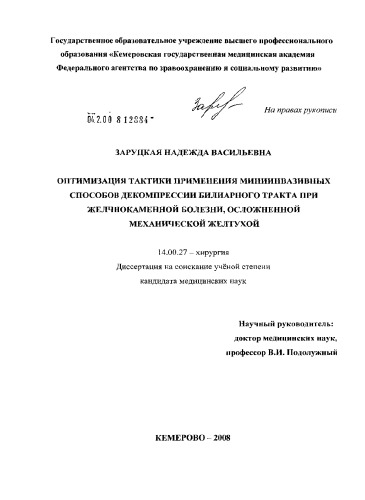 Государственное образовательное учреждение высшего профессионального
образования «Кемеровская государственная медицинская академия
Федерального агентства по здравоохранению и социальному развитию»
На правах рукописи
04.2.00 8 12884
ЗАРУЦКАЯ НАДЕЖДА ВАСИЛЬЕВНА
ОПТИМИЗАЦИЯ ТАКТИКИ ПРИМЕНЕНИЯ МИНИИНВАЗИВНЫХ
СПОСОБОВ ДЕКОМПРЕССИИ БИЛИАРНОГО ТРАКТА ПРИ
ЖЕЛЧНОКАМЕННОЙ БОЛЕЗНИ, ОСЛОЖНЕННОЙ
МЕХАНИЧЕСКОЙ ЖЕЛТУХОЙ
14.00.27 – хирургия
Диссертация на соискание учёной степени
кандидата медицинских наук
Научный руководитель:
доктор медицинских наук,
профессор В.И. Подолужный
КЕМЕРОВО – 2008